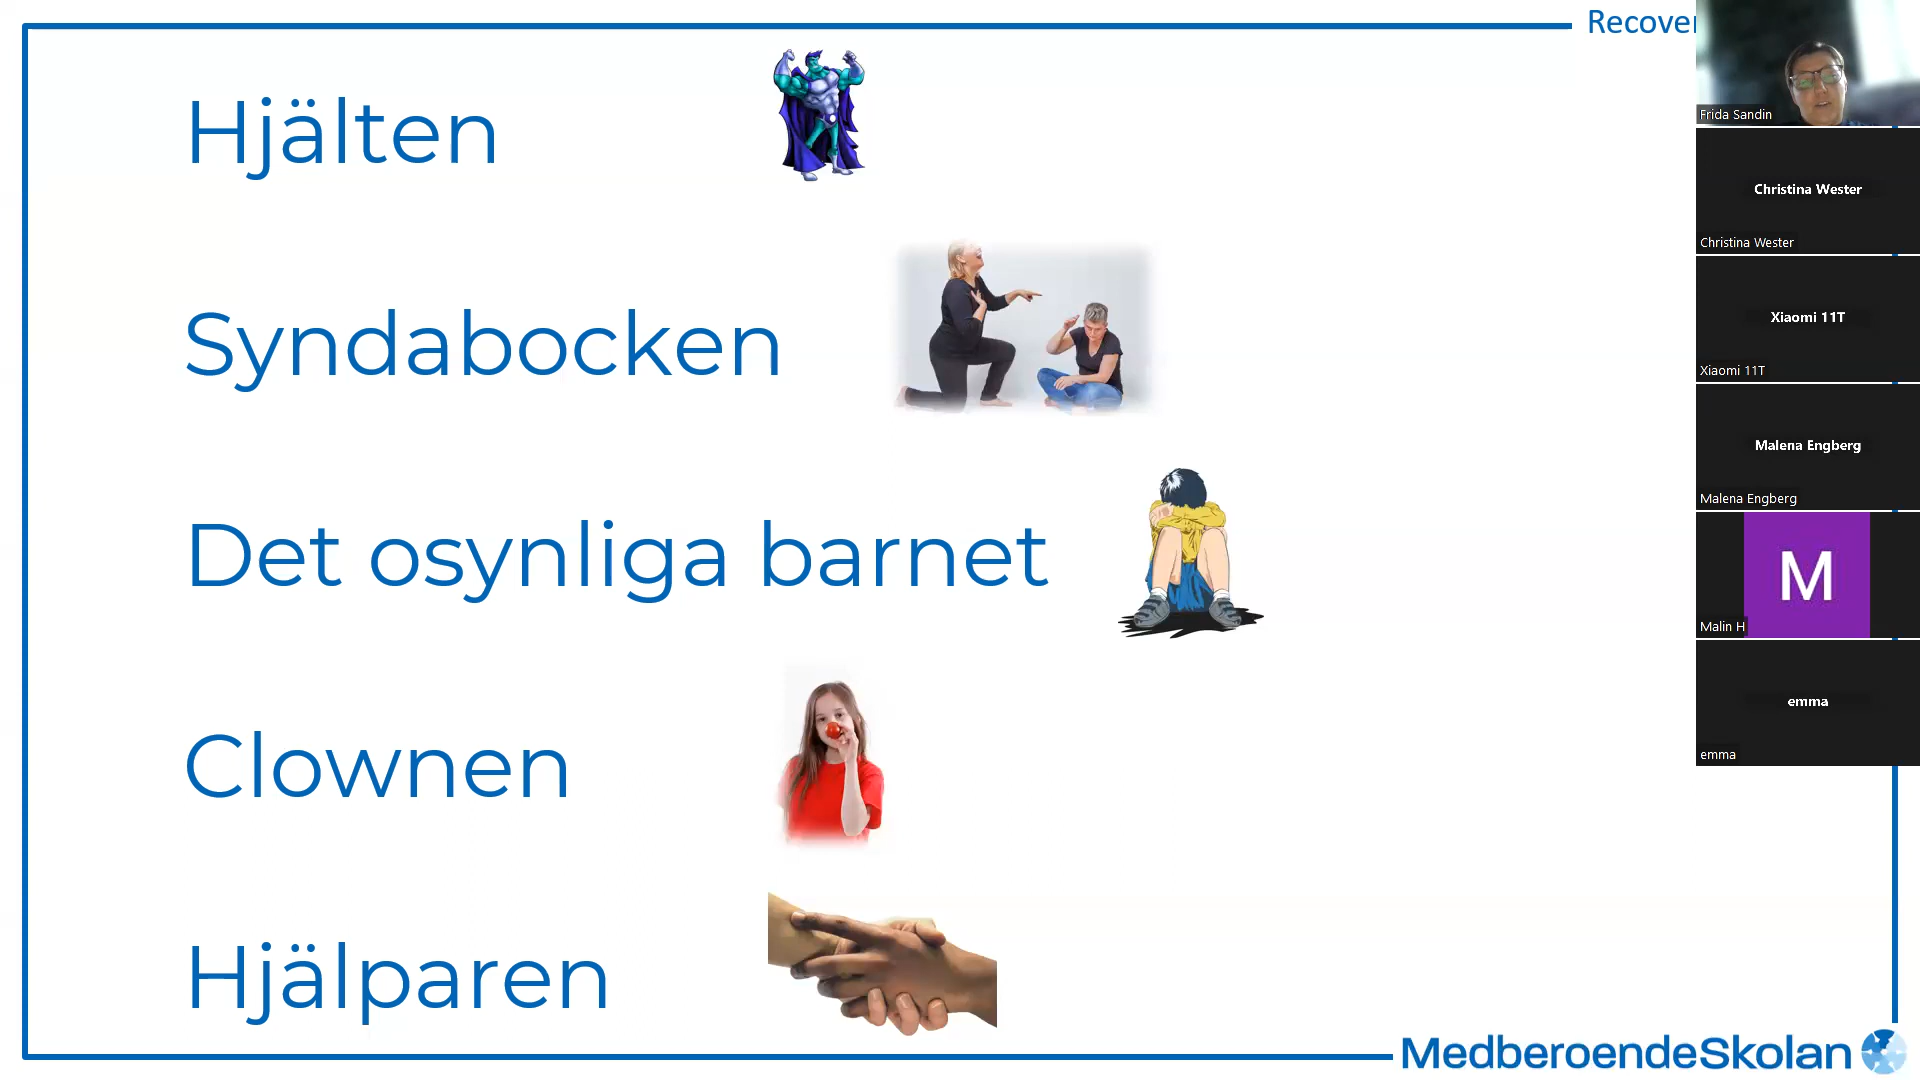 Recover
Hjälten
Syndabocken
Det osynliga barnet
Clownen
Hjälparen
MedberoendeSkolan
Frida Sandin
Christina Wester
Christina Wester
Xiaomi 11T
Xiaomi 11T
Malena Engberg
Malena Engberg
M
Malin H
emma
emma